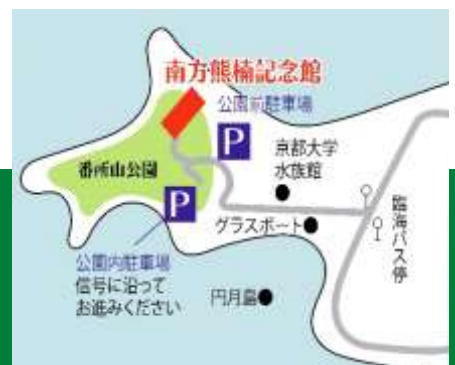 南方熊楠記念館
公園前駐車場
P
京都大学
水族館
番所山公園
P
グラスボート
臨海バス停
公園内駐車場
信号に沿って
お進みください
円月島